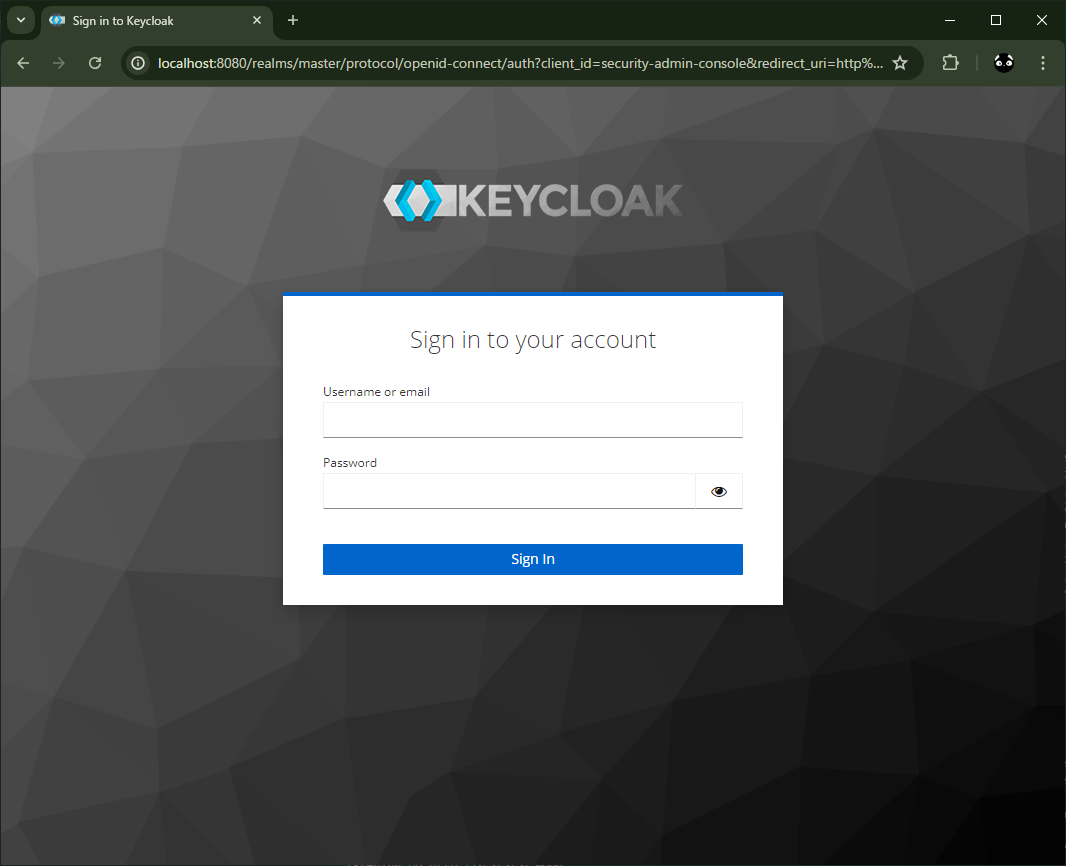 Sign in to Keycloak
localhost:8080/realms/master/protocol/openid-connect/auth?client_id=security-admin-console&redirect_uri=http%...
KEYCLOAK
Sign in to your account
Username or email
Password
Sign In